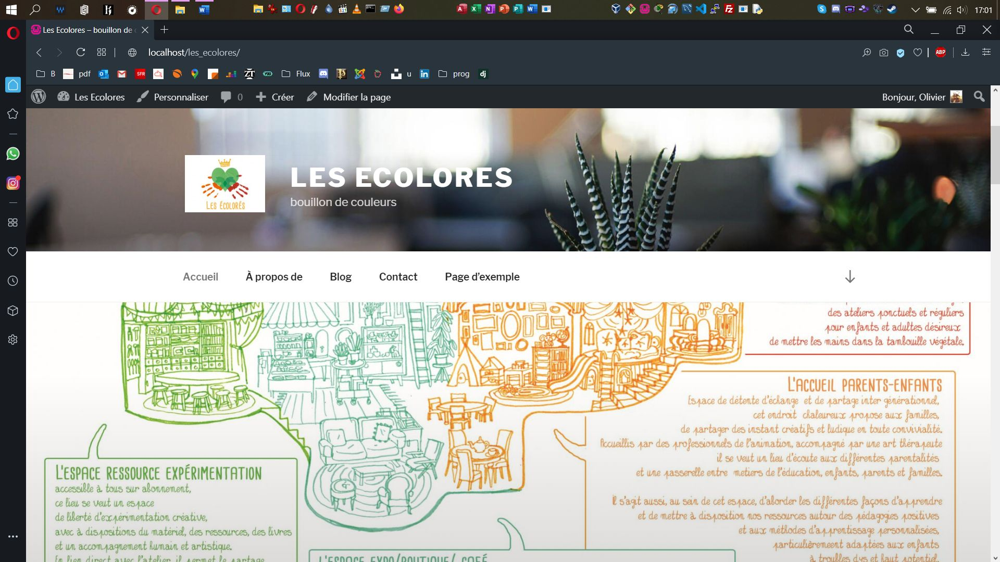 17:01
Les Ecolores – bouillon de c
localhost/les_ecolores/
B pdf SFR ZT Flux u in prog dj
ABP
Les Ecolores Personnaliser 0 Créer Modifier la page
Bonjour, Olivier
LES ÉCOLORÉS
LES ECOLORES
bouillon de couleurs
Accueil À propos de Blog Contact Page d’exemple
des ateliers ponctuels et réguliers
pour enfants et adultes désireux
de mettre les mains dans la tambouille végétale.
L'ACCUEIL PARENTS-ENFANTS
Espace de détente d'échange et de partage inter générationnel,
cet endroit chaleureux propose aux familles,
de partager des instant créatifs et ludique en toute convivialité.
Accueillis par des professionnels de l'animation, accompagné par une art thérapeute
il se veut un lieu d'écoute aux différentes parentalités
et une passerelle entre metiers de l'éducation, enfants, parents et familles.
Il s'agit aussi, au sein de cet espace, d'aborder les différentes façons d'apprendre
et de mettre à disposition nos ressources autour des pédagogies positives
et aux méthodes d'apprentissage personnalisées,
particulièremeent adaptées aux enfants
à troubles dys et haut potentiel.
L'ESPACE RESSOURCE EXPÉRIMENTATION
accessible à tous sur abonnement,
ce lieu se veut un espace
de liberté d'expérimentation créative,
avec à dispositions du matériel, des ressources, des livres
et un accompagnement humain et artistique.
En lien direct avec l'atelier, il permet le partage
L'ESPACE EXPO/BOUTIQUE/ CAFÉ